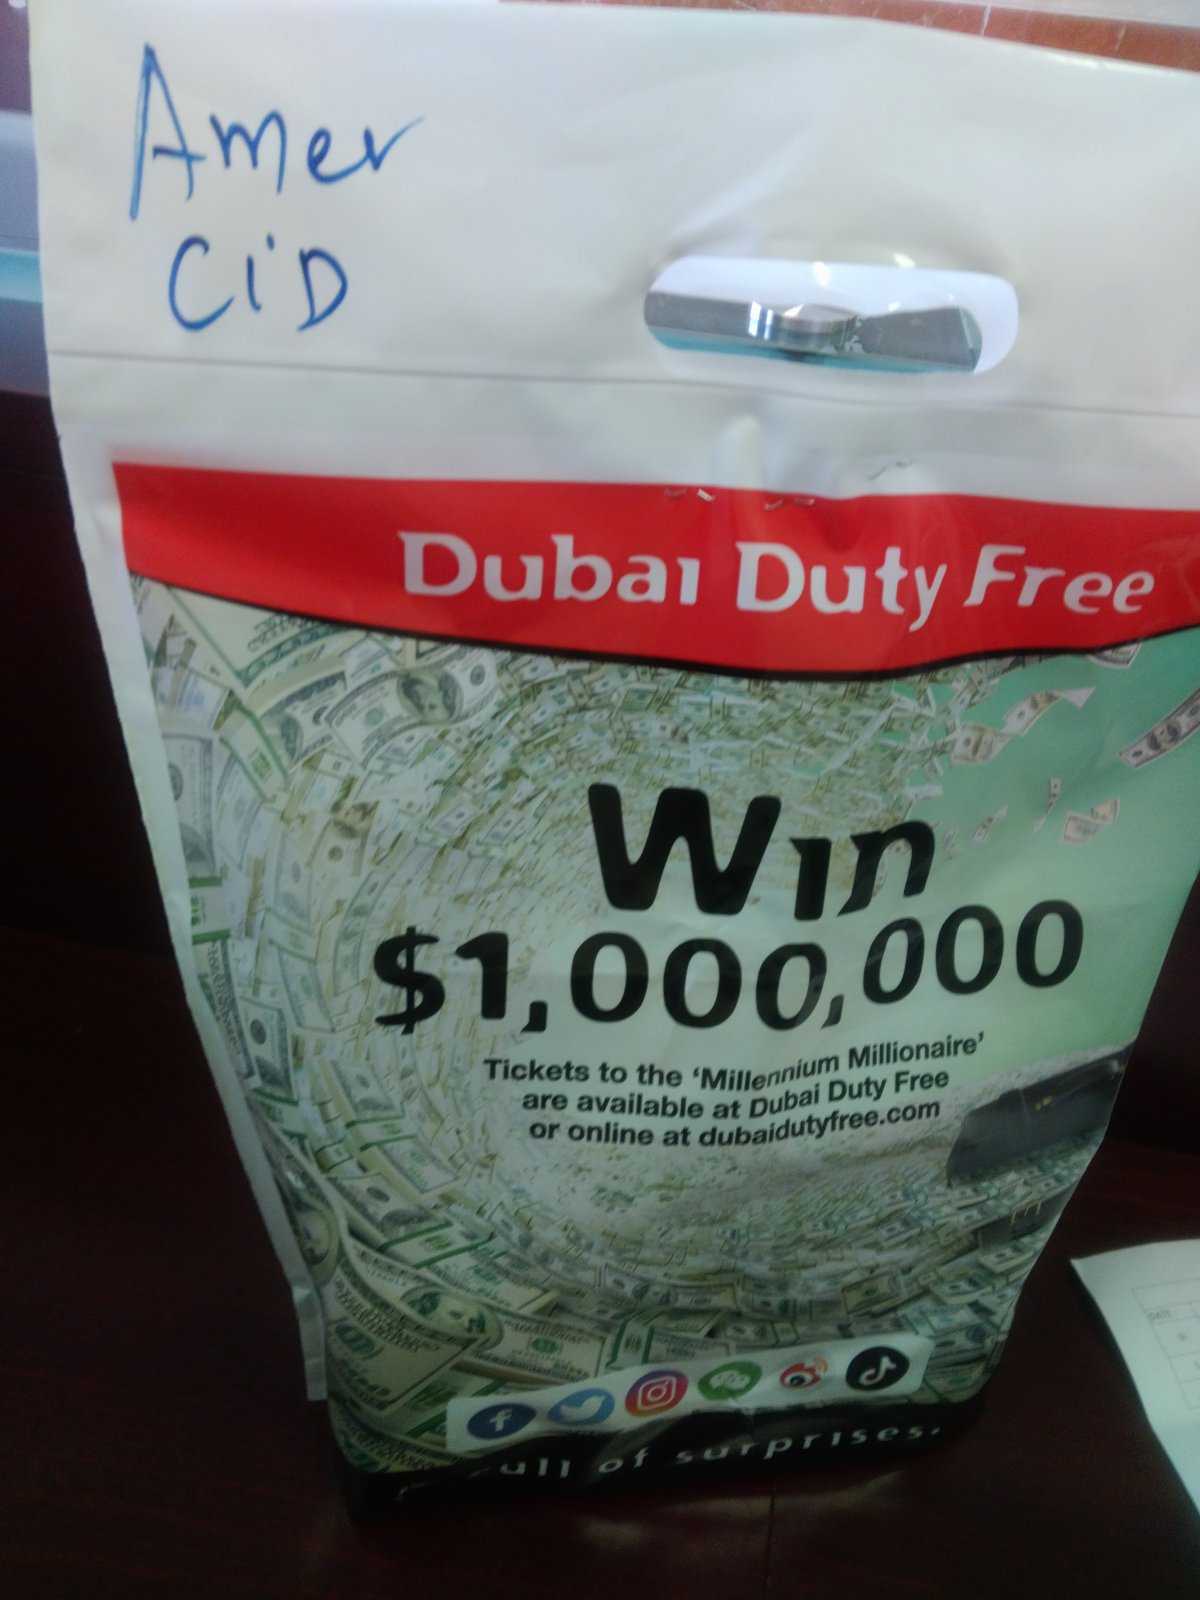 Amer
CiD
Dubai Duty Free
Win
$1,000,000
Tickets to the ‘Millennium Millionaire’
are available at Dubai Duty Free
or online at dubaidutyfree.com
of surprises.